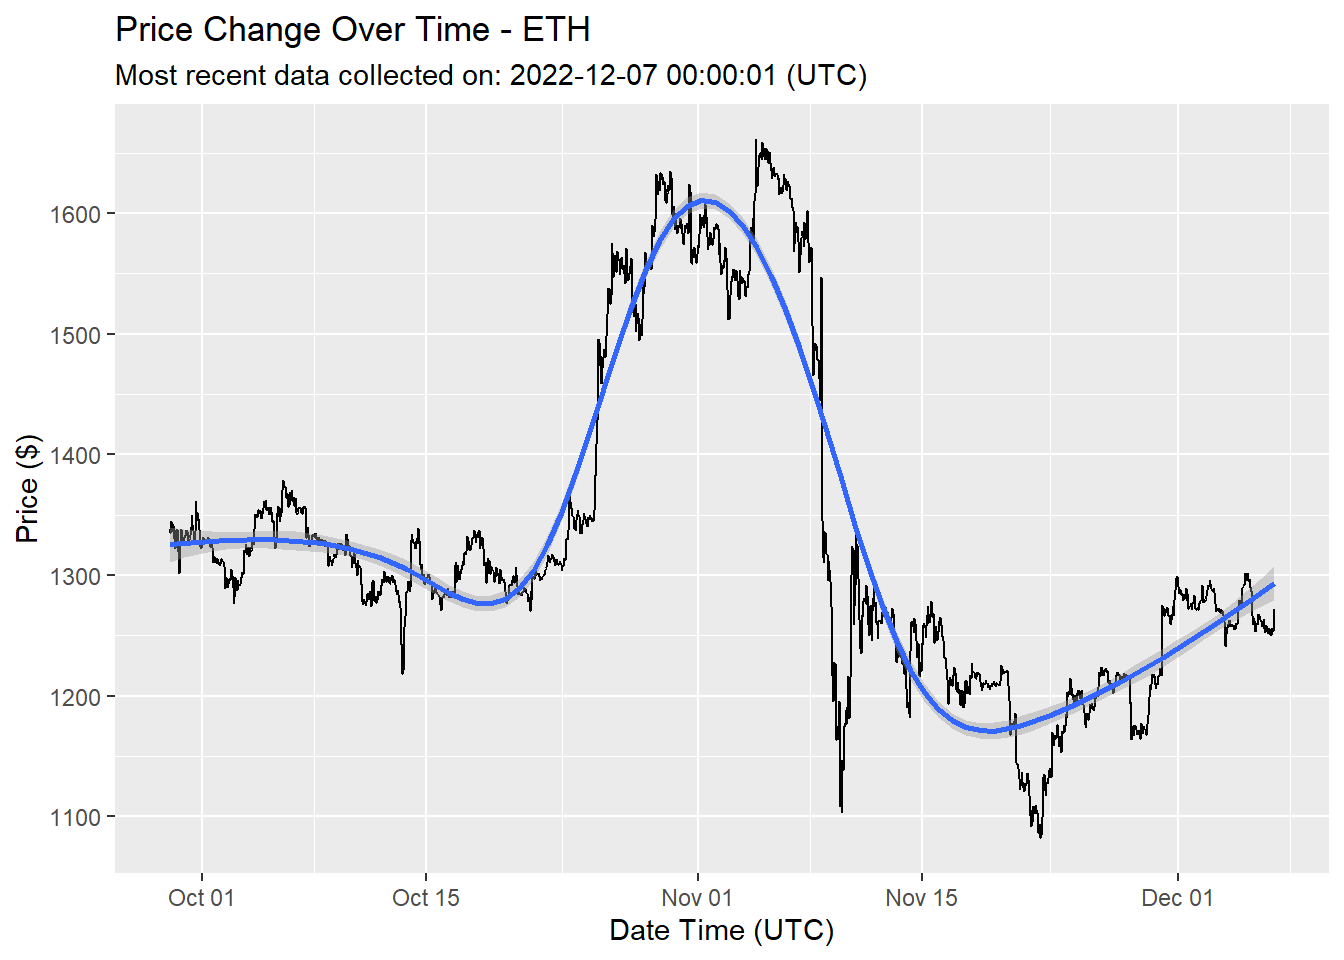 Price Change Over Time - ETH
Most recent data collected on: 2022-12-07 00:00:01 (UTC)
Price ($)
1600
1500
1400
1300
1200
1100
Oct 01
Oct 15
Nov 01
Nov 15
Dec 01
Date Time (UTC)